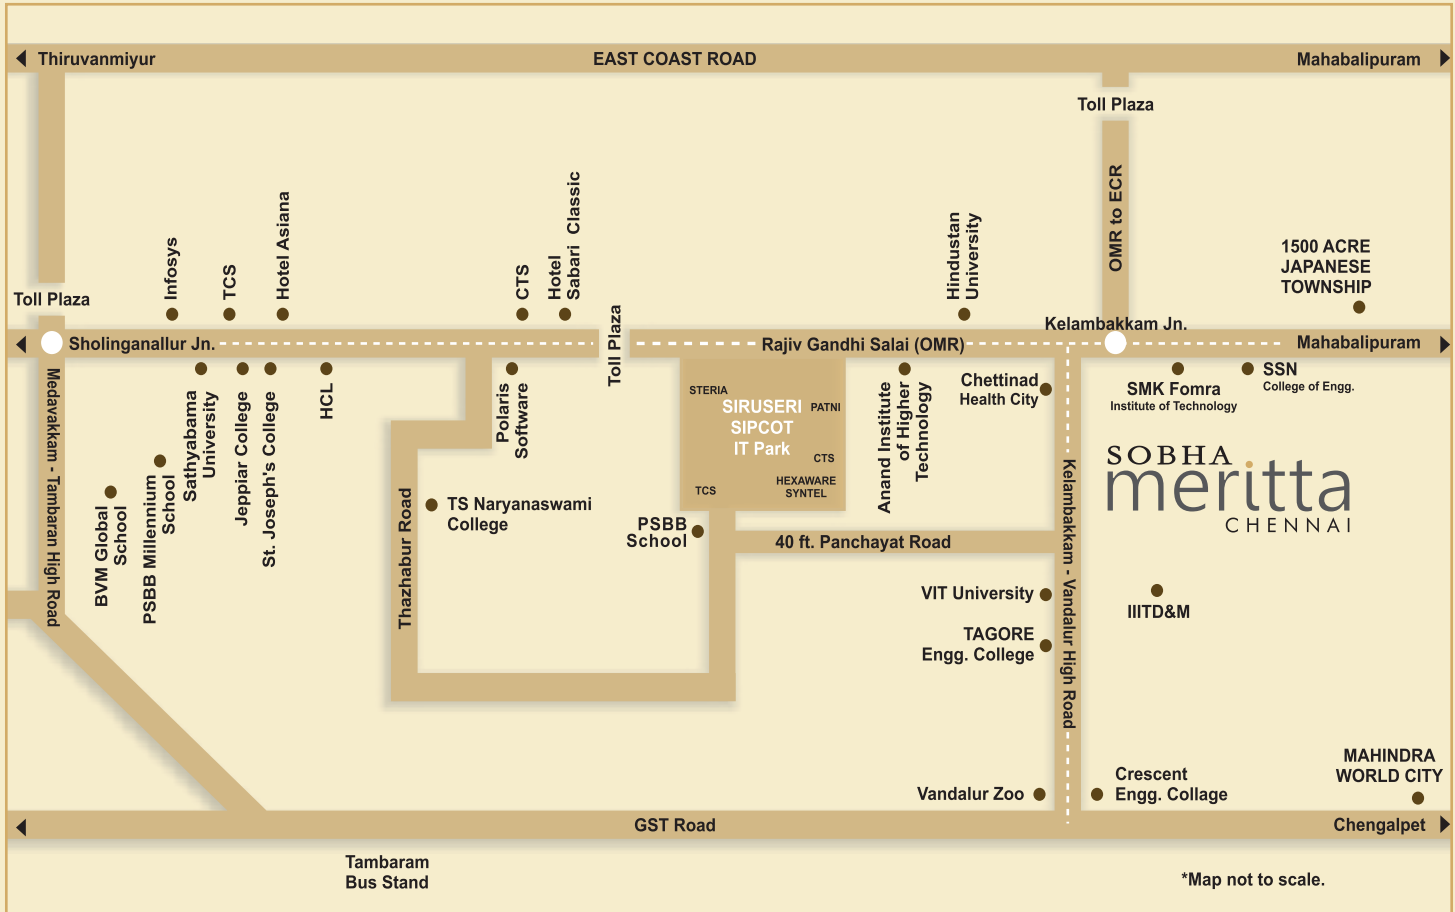 Thiruvanmiyur
EAST COAST ROAD
Mahabalipuram
Toll Plaza
OMR to ECR
Infosys
TCS
Hotel Asiana
CTS
Hotel
Sabari Classic
Hindustan
University
1500 ACRE
JAPANESE
TOWNSHIP
Toll Plaza
Toll Plaza
Kelambakkam Jn.
Sholinganallur Jn.
Rajiv Gandhi Salai (OMR)
Mahabalipuram
Medavakkam - Tambaran High Road
BVM Global
School
PSBB Millennium
School
Sathyabama
University
Jeppiar College
St. Joseph's College
HCL
Polaris
Software
STERIA
SIRUSERI
SIPCOT
IT Park
PATNI
CTS
HEXAWARE
SYNTEL
TCS
Anand Institute
of Higher
Technology
Chettinad
Health City
SMK Fomra
Institute of Technology
SSN
College of Engg.
SOBHA
meritta
CHENNAI
Thazhabur Road
TS Naryanaswami
College
PSBB
School
40 ft. Panchayat Road
Kelambakkam - Vandalur High Road
VIT University
TAGORE
Engg. College
IIITD&M
Vandalur Zoo
Crescent
Engg. Collage
MAHINDRA
WORLD CITY
GST Road
Chengalpet
Tambaram
Bus Stand
*Map not to scale.